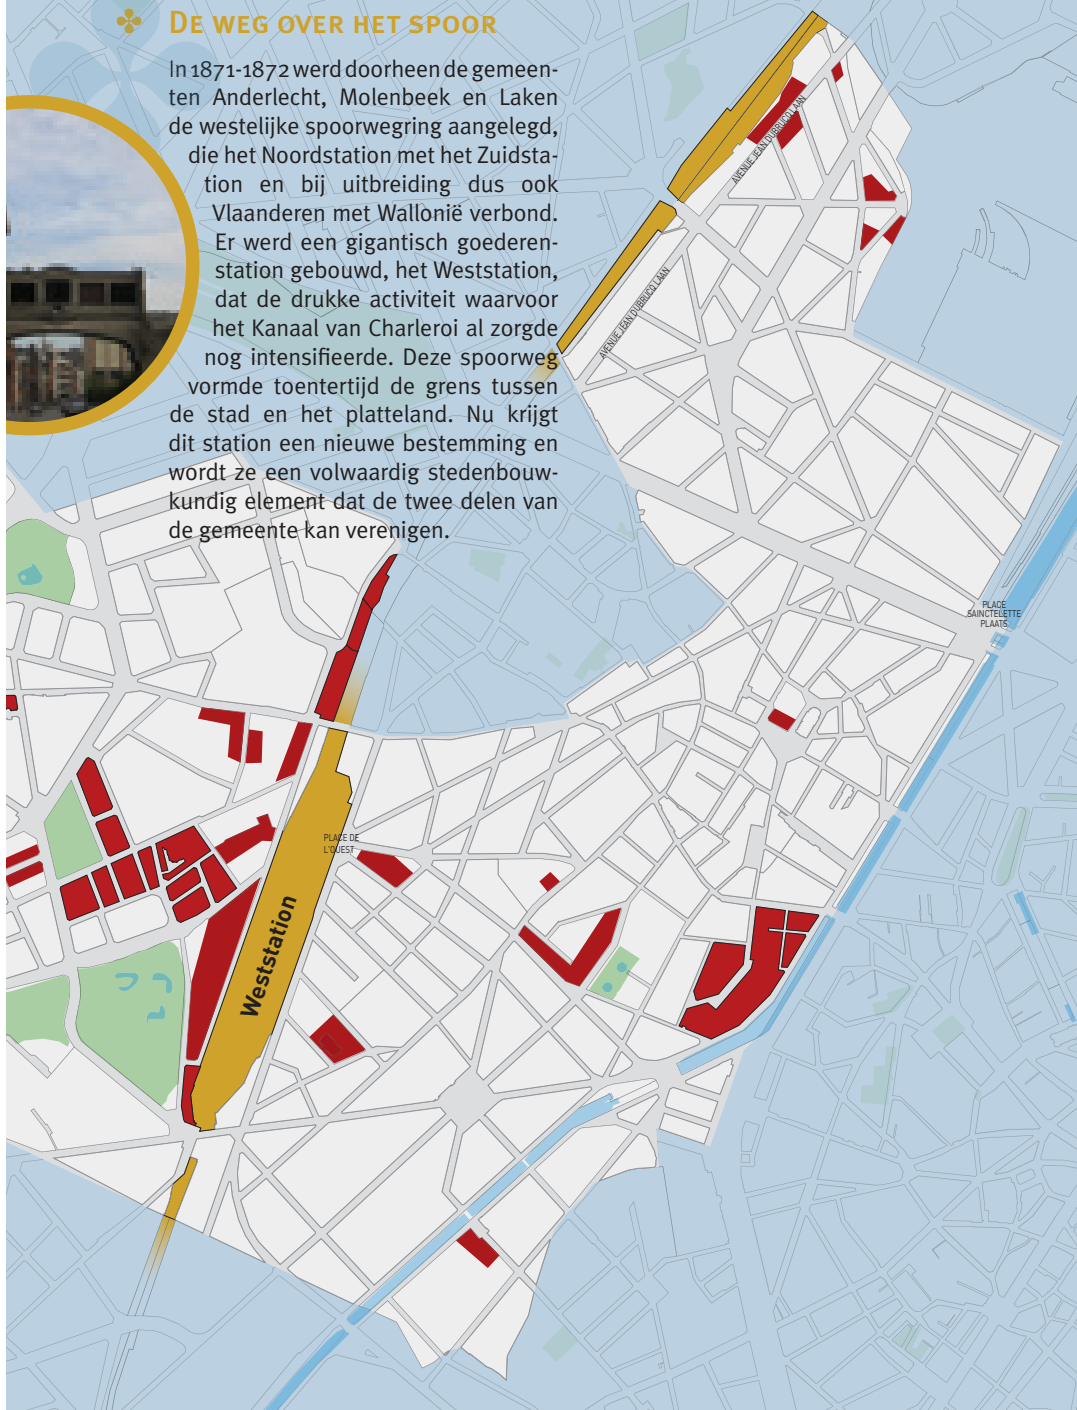 DE WEG OVER HET SPOOR
In 1871-1872 werd doorheen de gemeen-
ten Anderlecht, Molenbeek en Laken
de westelijke spoorwegring aangelegd,
die het Noordstation met het Zuidsta-
tion en bij uitbreiding dus ook
Vlaanderen met Wallonië verbond.
Er werd een gigantisch goederen-
station gebouwd, het Weststation,
dat de drukke activiteit waarvoor
het Kanaal van Charleroi al zorgde
nog intensifieerde. Deze spoorweg
vormde toentertijd de grens tussen
de stad en het platteland. Nu krijgt
dit station een nieuwe bestemming en
wordt ze een volwaardig stedenbouw-
kundig element dat de twee delen van
de gemeente kan verenigen.
AVENUE JEAN DUBRUCQ LAAN
AVENUE JEAN DUBRUCQ LAAN
PLACE
SAINCTELETTE
PLAATS
PLACE DE
L'OUEST
Weststation